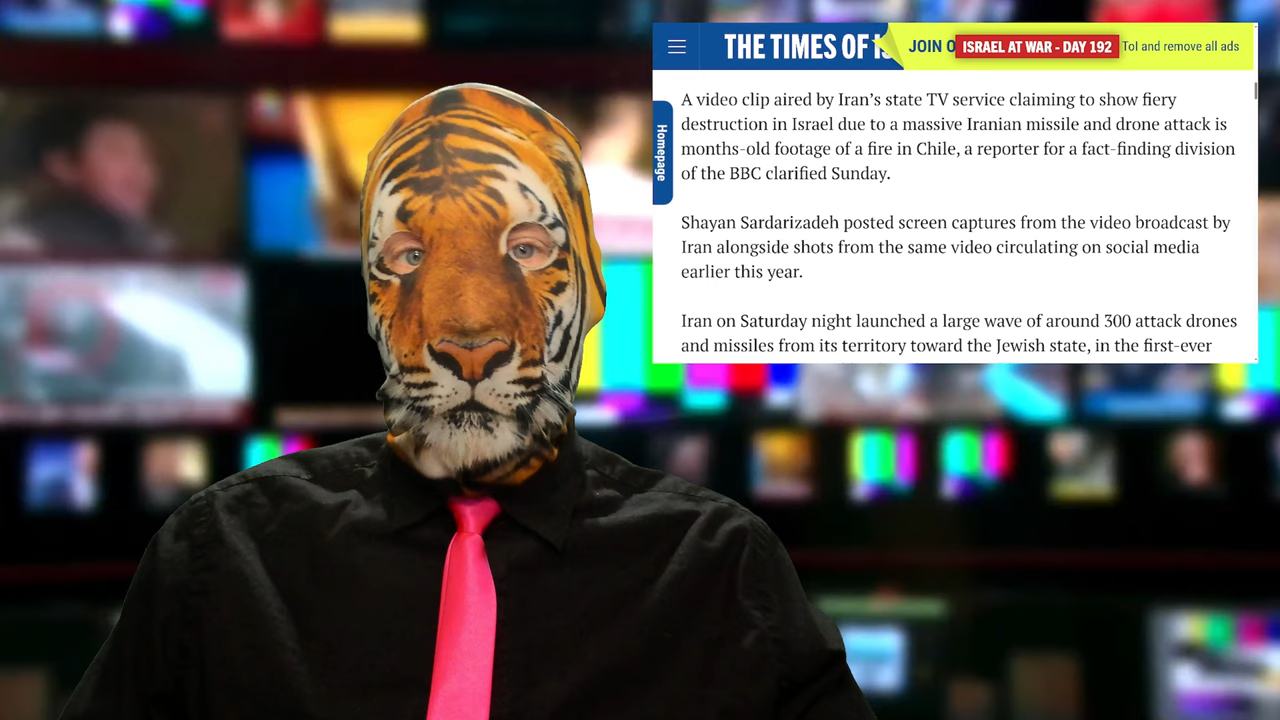 THE TIMES OF IS
JOIN O
ISRAEL AT WAR - DAY 192
ToI and remove all ads
Homepage
A video clip aired by Iran’s state TV service claiming to show fiery
destruction in Israel due to a massive Iranian missile and drone attack is
months-old footage of a fire in Chile, a reporter for a fact-finding division
of the BBC clarified Sunday.
Shayan Sardarizadeh posted screen captures from the video broadcast by
Iran alongside shots from the same video circulating on social media
earlier this year.
Iran on Saturday night launched a large wave of around 300 attack drones
and missiles from its territory toward the Jewish state, in the first-ever